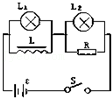 L₁ L₂
L R
ε S